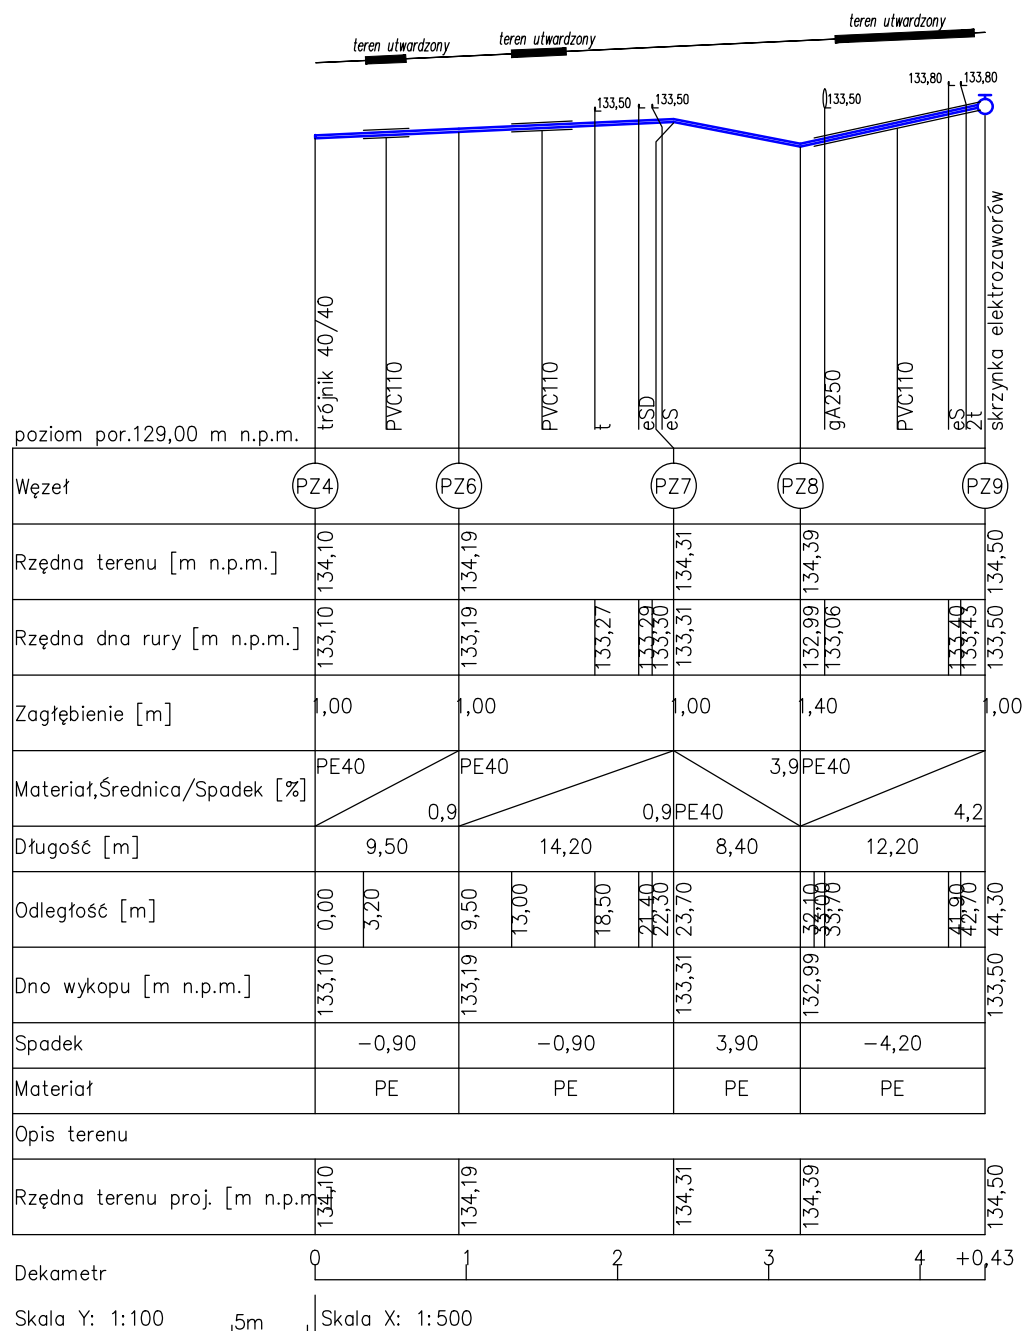 teren utwardzony
teren utwardzony
teren utwardzony
133,50
133,50
133,50
133,80
133,80
trójnik 40/40
PVC110
PVC110
t
eSD
eS
gA250
PVC110
eS
2t
skrzynka elektrozaworów
poziom por.129,00 m n.p.m.
Węzeł PZ4 PZ6 PZ7 PZ8 PZ9
Rzędna terenu [m n.p.m.] 134,10 134,19 134,31 134,39 134,50
Rzędna dna rury [m n.p.m.] 133,10 133,19 133,27 133,29 133,30 133,31 132,99 133,06 133,40 133,43 133,50
Zagłębienie [m] 1,00 1,00 1,00 1,40 1,00
Materiał,Średnica/Spadek [%] PE40 0,9 PE40 0,9 PE40 3,9 PE40 4,2
Długość [m] 9,50 14,20 8,40 12,20
Odległość [m] 0,00 3,20 9,50 13,00 18,50 21,40 22,30 23,70 32,10 33,00 33,70 41,90 42,70 44,30
Dno wykopu [m n.p.m.] 133,10 133,19 133,31 132,99 133,50
Spadek -0,90 -0,90 3,90 -4,20
Materiał PE PE PE PE
Opis terenu
Rzędna terenu proj. [m n.p.m.] 134,10 134,19 134,31 134,39 134,50
Dekametr 0 1 2 3 4 +0,43
Skala Y: 1:100 5m Skala X: 1:500